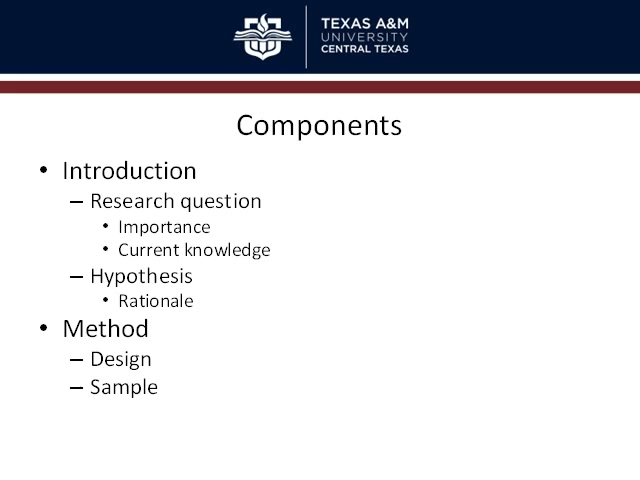 TEXAS A&M
UNIVERSITY
CENTRAL TEXAS
Components
• Introduction
– Research question
• Importance
• Current knowledge
– Hypothesis
• Rationale
• Method
– Design
– Sample